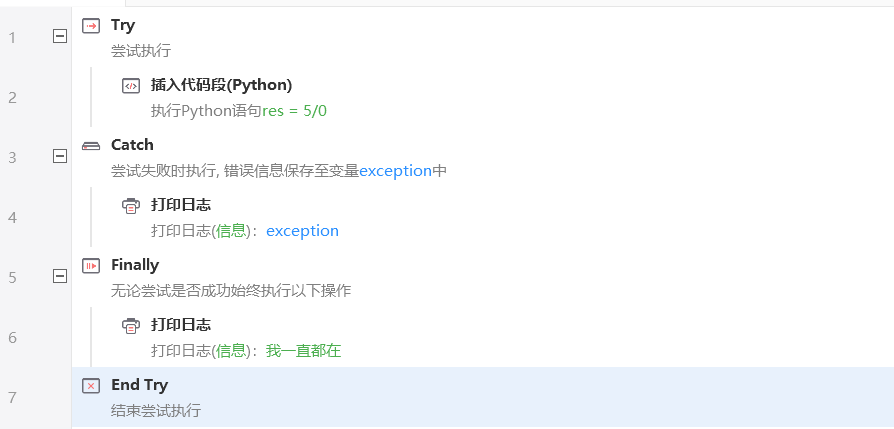 1
Try
尝试执行
2
插入代码段(Python)
执行Python语句res = 5/0
3
Catch
尝试失败时执行, 错误信息保存至变量exception中
4
打印日志
打印日志(信息)：exception
5
Finally
无论尝试是否成功始终执行以下操作
6
打印日志
打印日志(信息)：我一直都在
7
End Try
结束尝试执行